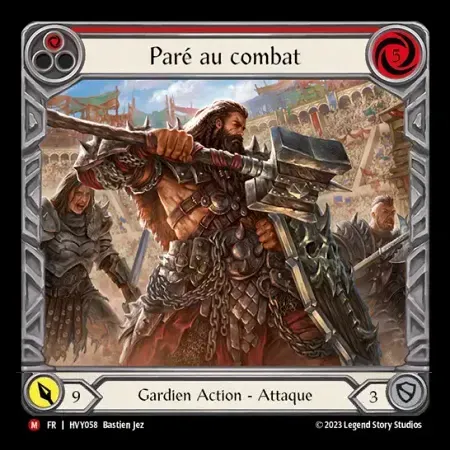 Paré au combat
5
9
Gardien Action - Attaque
3
M FR | HVY058 Bastien Jez
© 2023 Legend Story Studios